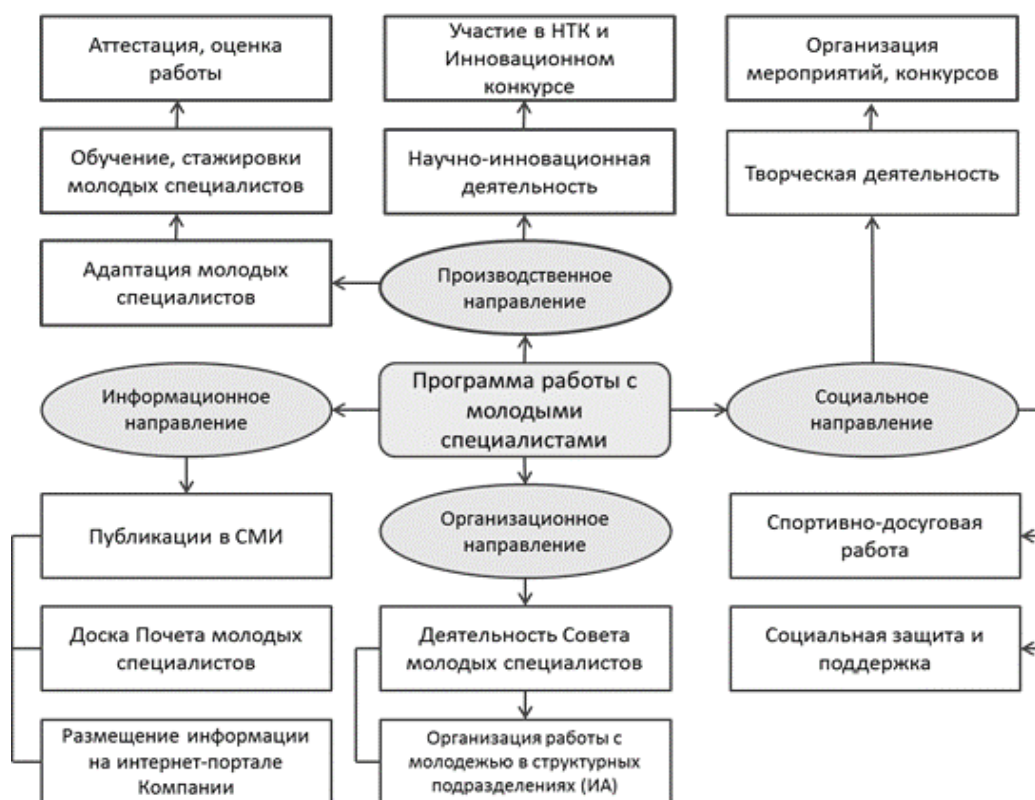 Аттестация, оценка
работы
Участие в НТК и
Инновационном
конкурсе
Организация
мероприятий, конкурсов
Обучение, стажировки
молодых специалистов
Научно-инновационная
деятельность
Творческая деятельность
Адаптация молодых
специалистов
Производственное
направление
Информационное
направление
Программа работы с
молодыми
специалистами
Социальное
направление
Публикации в СМИ
Организационное
направление
Спортивно-досуговая
работа
Доска Почета молодых
специалистов
Деятельность Совета
молодых специалистов
Социальная защита и
поддержка
Размещение информации
на интернет-портале
Компании
Организация работы с
молодежью в структурных
подразделениях (ИА)